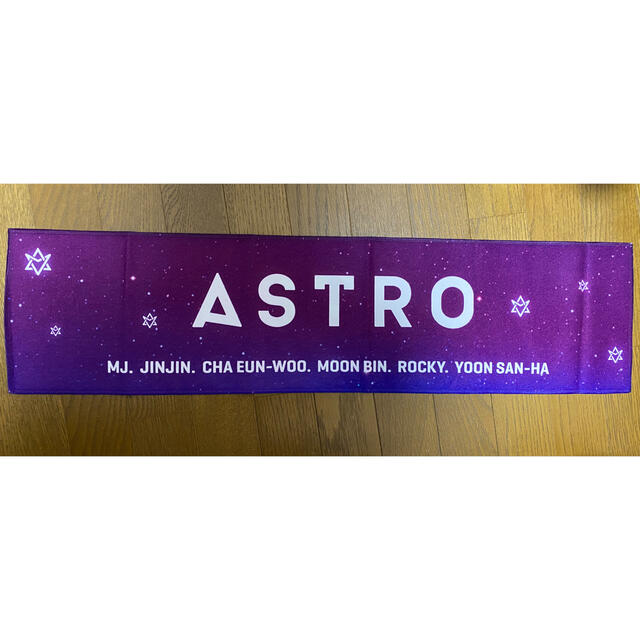 ASTRO
MJ. JINJIN. CHA EUN-WOO. MOON BIN. ROCKY. YOON SAN-HA